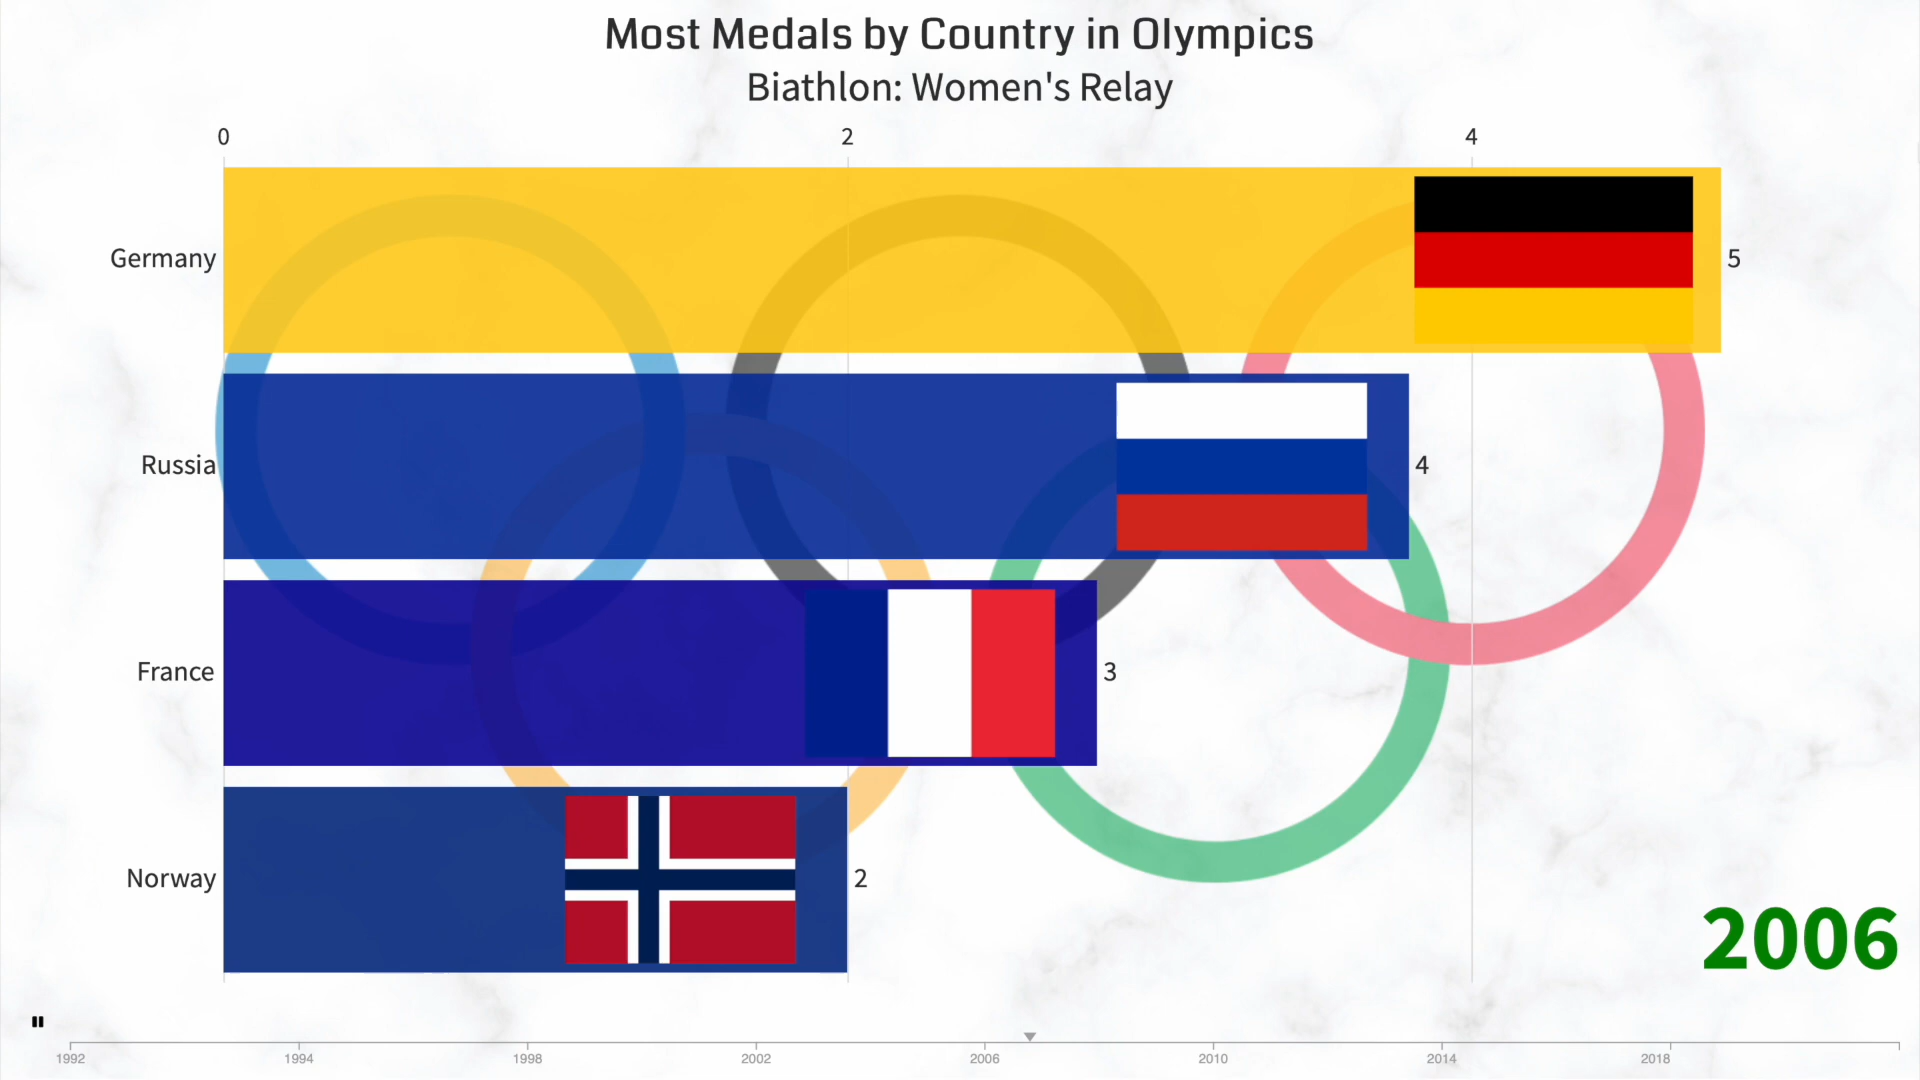 Most Medals by Country in Olympics
Biathlon: Women's Relay
0 2 4
Germany 5
Russia 4
France 3
Norway 2
2006
1992 1994 1998 2002 2006 2010 2014 2018